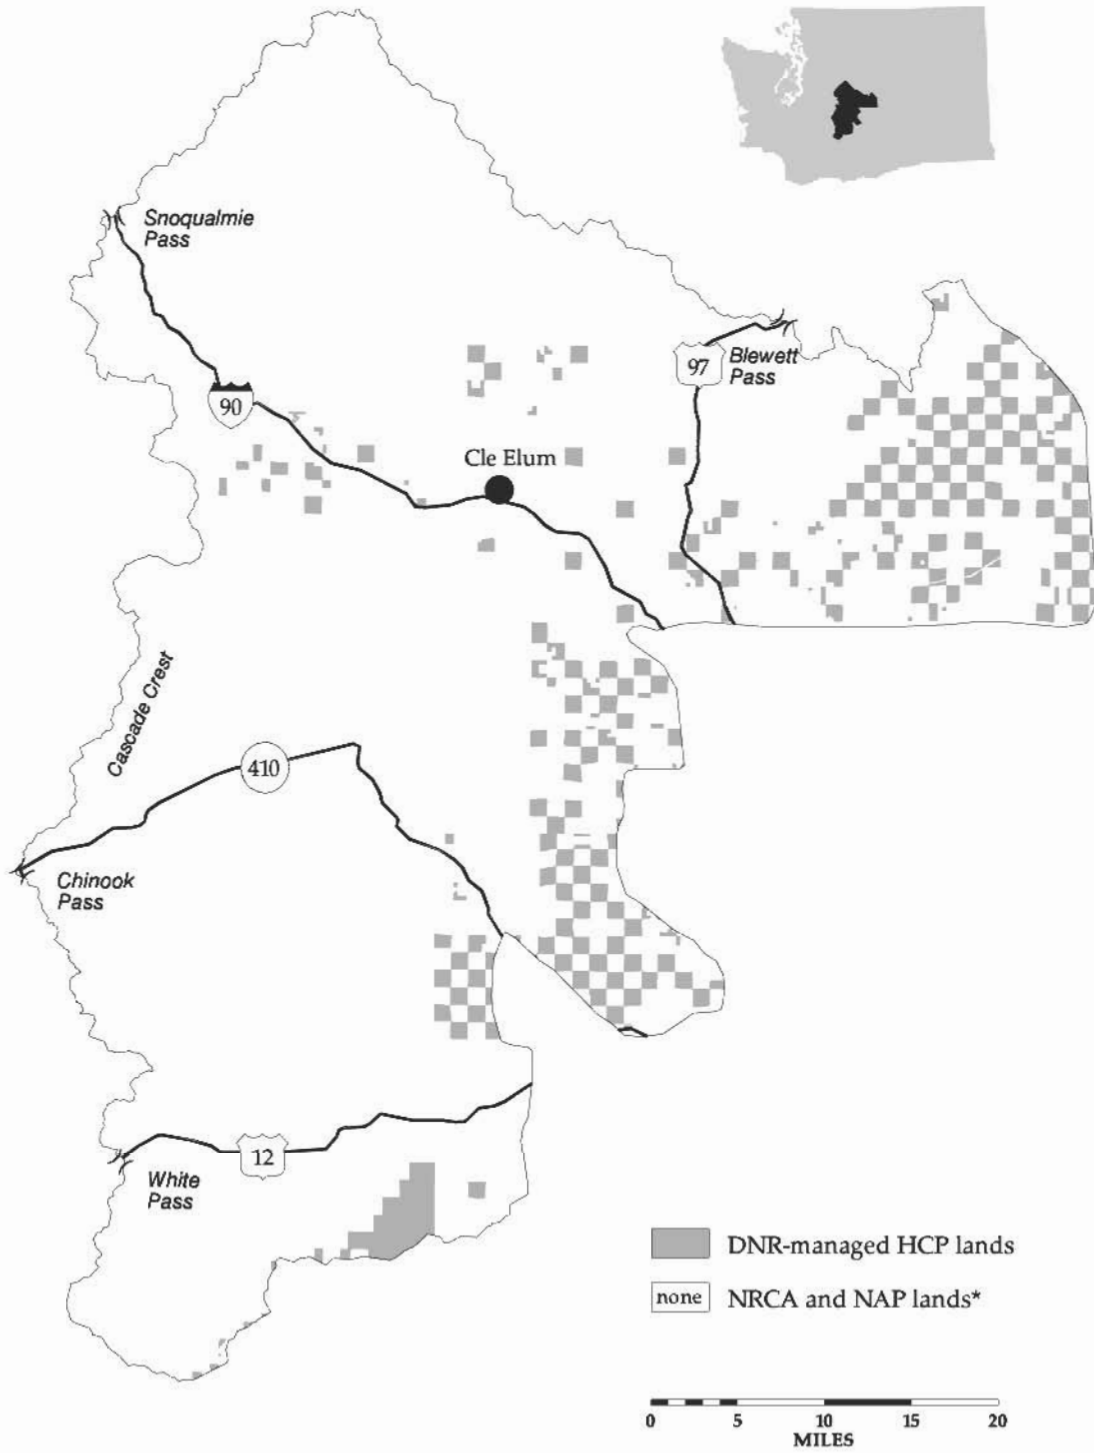 Snoqualmie
Pass
90
97
Blewett
Pass
Cle Elum
Cascade Crest
410
Chinook
Pass
12
White
Pass
DNR-managed HCP lands
none NRCA and NAP lands*
0 5 10 15 20
MILES